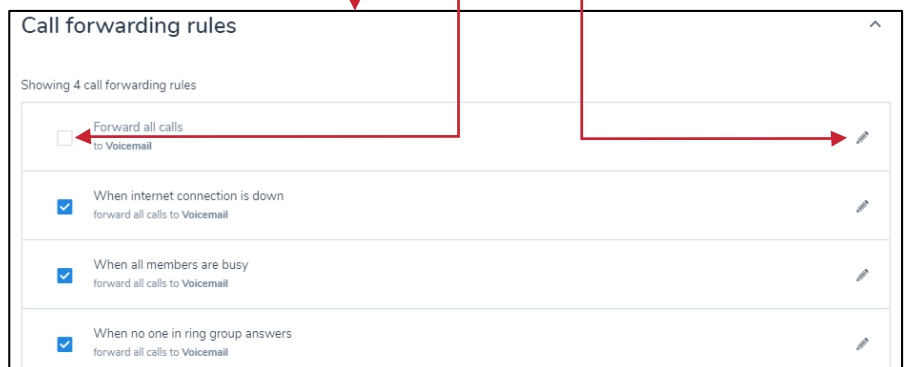 Call forwarding rules
Showing 4 call forwarding rules
Forward all calls
to Voicemail
When internet connection is down
forward all calls to Voicemail
When all members are busy
forward all calls to Voicemail
When no one in ring group answers
forward all calls to Voicemail